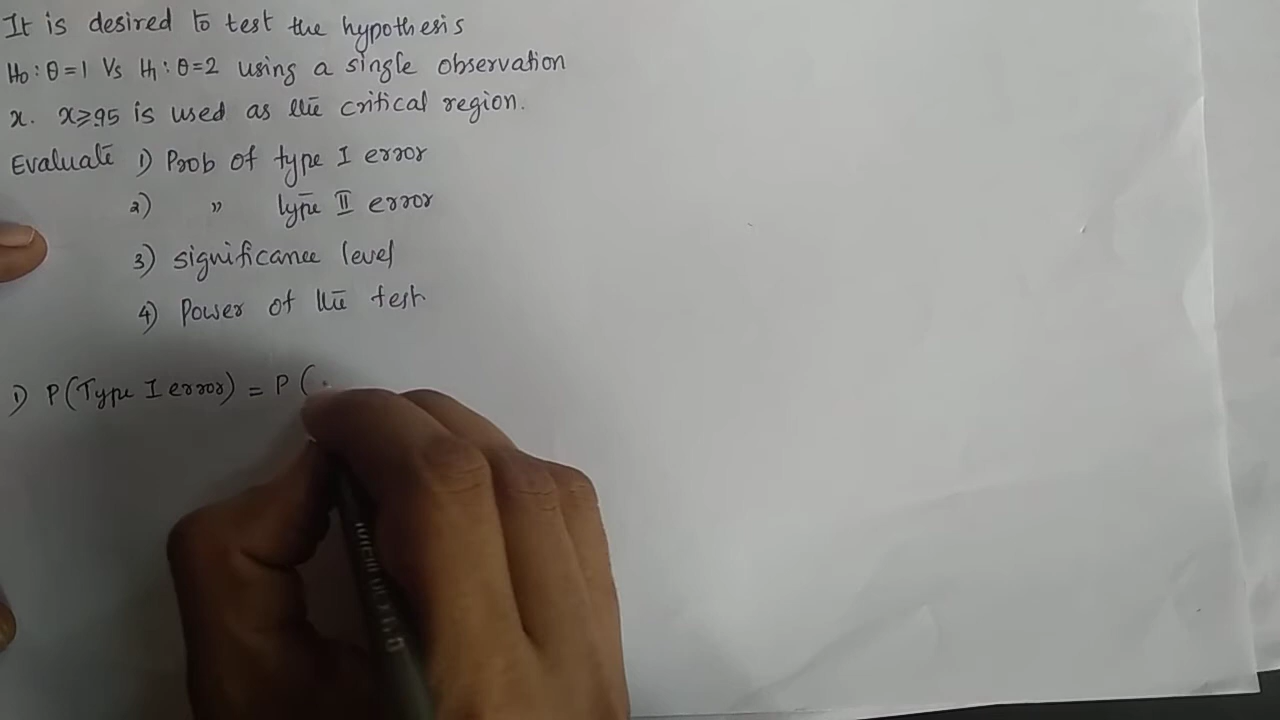 It is desired to test the hypothesis
H₀ : θ = 1 Vs H₁ : θ = 2 using a single observation
x. x ≥ .95 is used as the critical region.
Evaluate 1) Prob of type I error
2) " type II error
3) significance level
4) Power of the test
1) P(Type I error) = P (